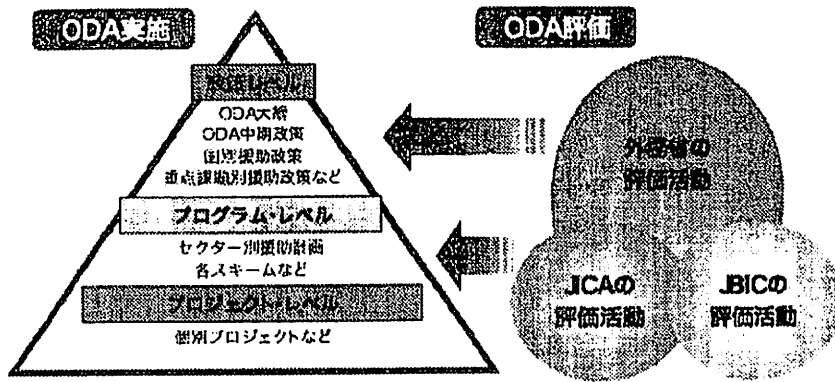 ODA実施
ODA評価
政策レベル
ODA大綱
ODA中期政策
国別援助政策
重点課題別援助政策など
プログラム・レベル
セクター別援助計画
各スキームなど
プロジェクト・レベル
個別プロジェクトなど
外務省の
評価活動
JICAの
評価活動
JBICの
評価活動